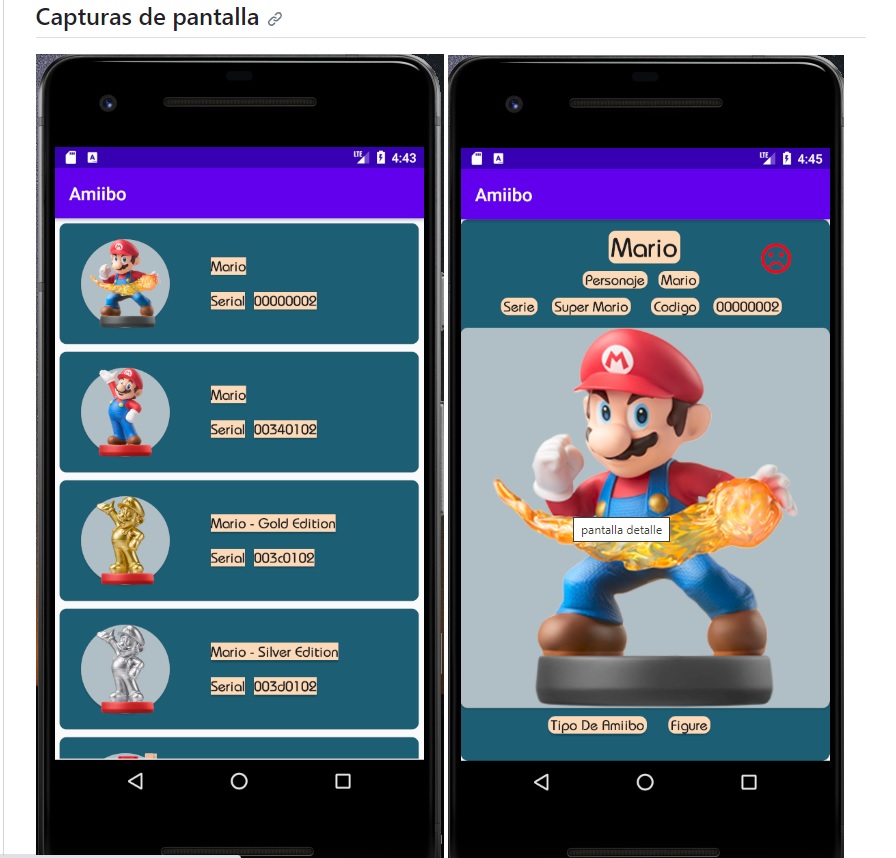 Capturas de pantalla
LTE 4:43
Amiibo
Mario
Serial 00000002
Mario
Serial 00340102
Mario - Gold Edition
Serial 003c0102
Mario - Silver Edition
Serial 003d0102
LTE 4:45
Amiibo
Mario
Personaje Mario
Serie Super Mario Codigo 00000002
pantalla detalle
Tipo De Amiibo Figure